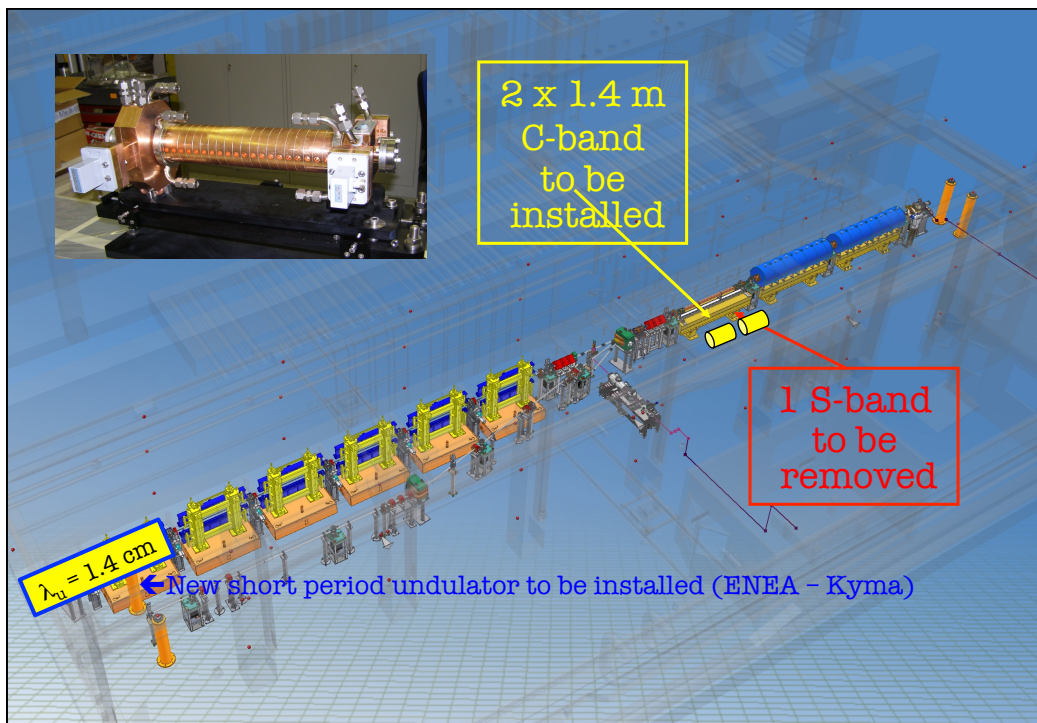 2 x 1.4 m
C-band
to be
installed
1 S-band
to be
removed
λu = 1.4 cm
←New short period undulator to be installed (ENEA – Kyma)